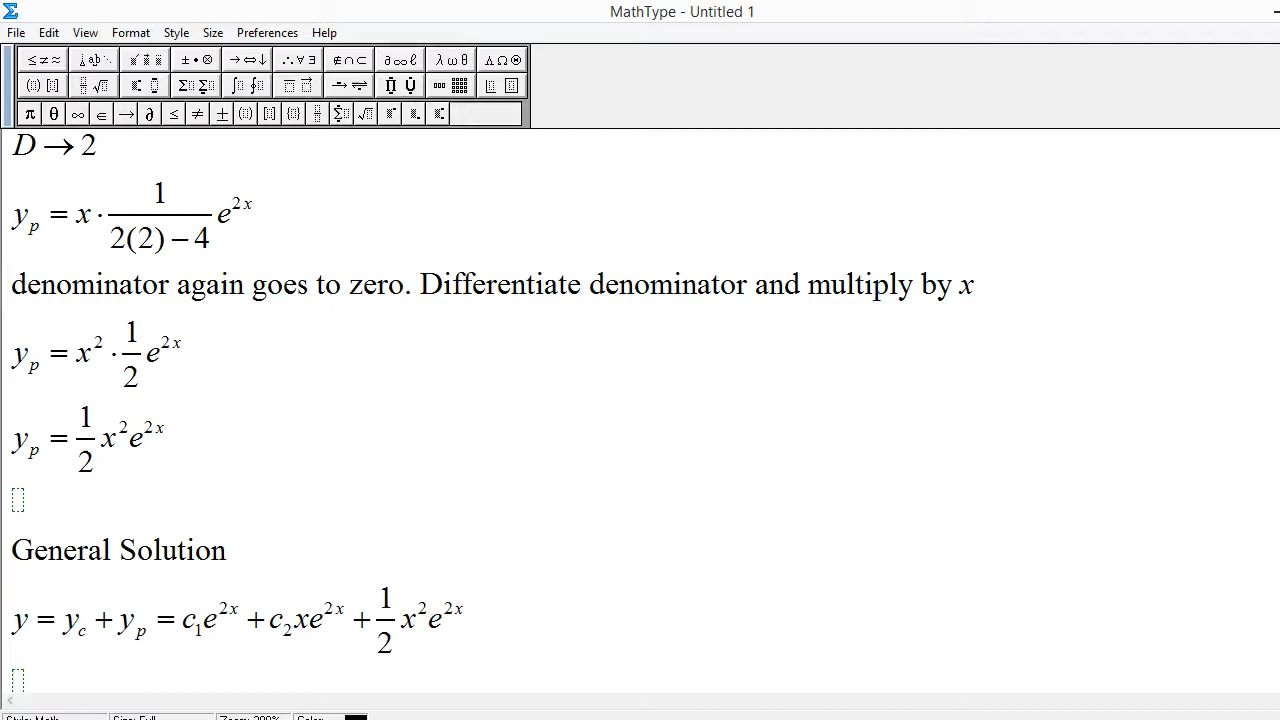 MathType - Untitled 1
File Edit View Format Style Size Preferences Help
D → 2
y_p = x · 1/(2(2) − 4) e^{2x}
denominator again goes to zero. Differentiate denominator and multiply by x
y_p = x^2 · 1/2 e^{2x}
y_p = 1/2 x^2 e^{2x}
General Solution
y = y_c + y_p = c_1 e^{2x} + c_2 x e^{2x} + 1/2 x^2 e^{2x}